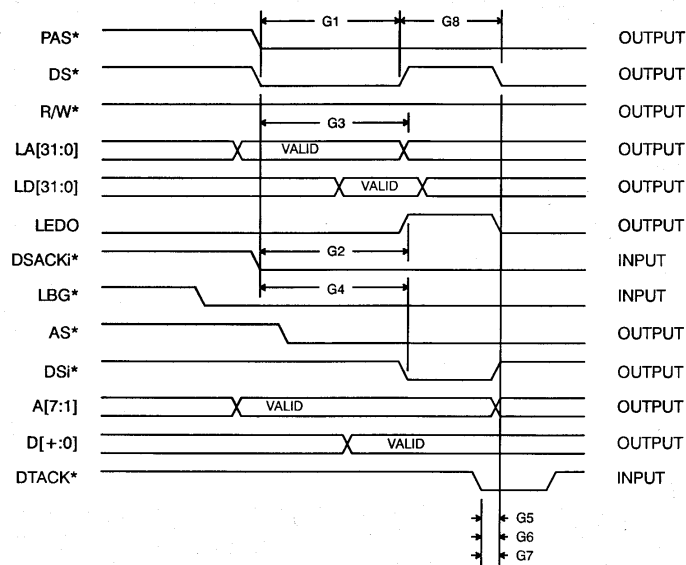 G1 G8
PAS* OUTPUT
DS* OUTPUT
R/W* OUTPUT
G3
LA[31:0] VALID OUTPUT
LD[31:0] VALID OUTPUT
LEDO OUTPUT
G2
DSACKi* INPUT
G4
LBG* INPUT
AS* OUTPUT
DSi* OUTPUT
A[7:1] VALID OUTPUT
D[+:0] VALID OUTPUT
DTACK* INPUT
G5
G6
G7